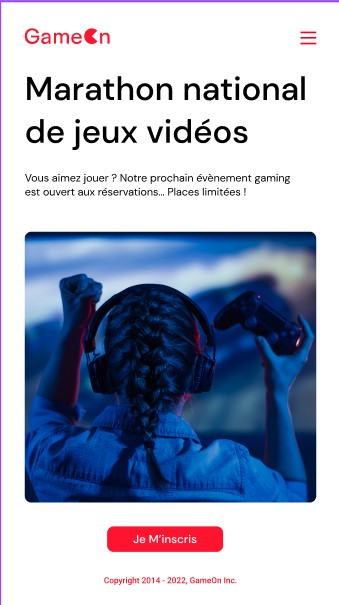 GameOn
Marathon national
de jeux vidéos
Vous aimez jouer ? Notre prochain évènement gaming
est ouvert aux réservations... Places limitées !
Je M'inscris
Copyright 2014 - 2022, GameOn Inc.